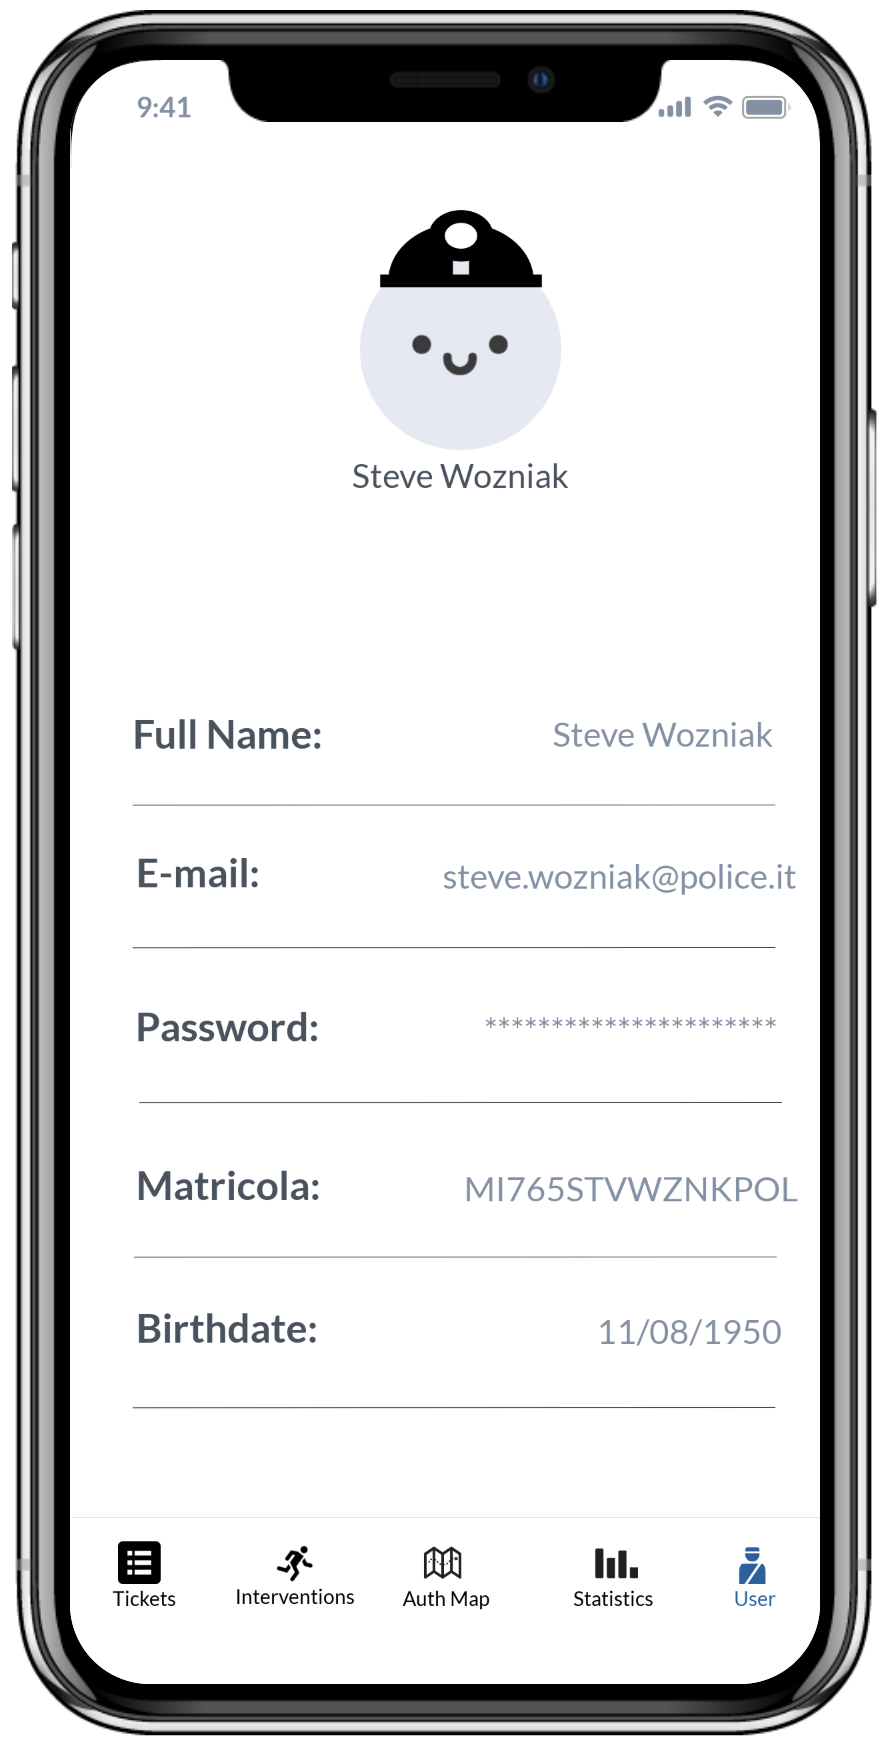 9:41
Steve Wozniak
Full Name: Steve Wozniak
E-mail: steve.wozniak@police.it
Password: **********************
Matricola: MI765STVWZNKPOL
Birthdate: 11/08/1950
Tickets Interventions Auth Map Statistics User